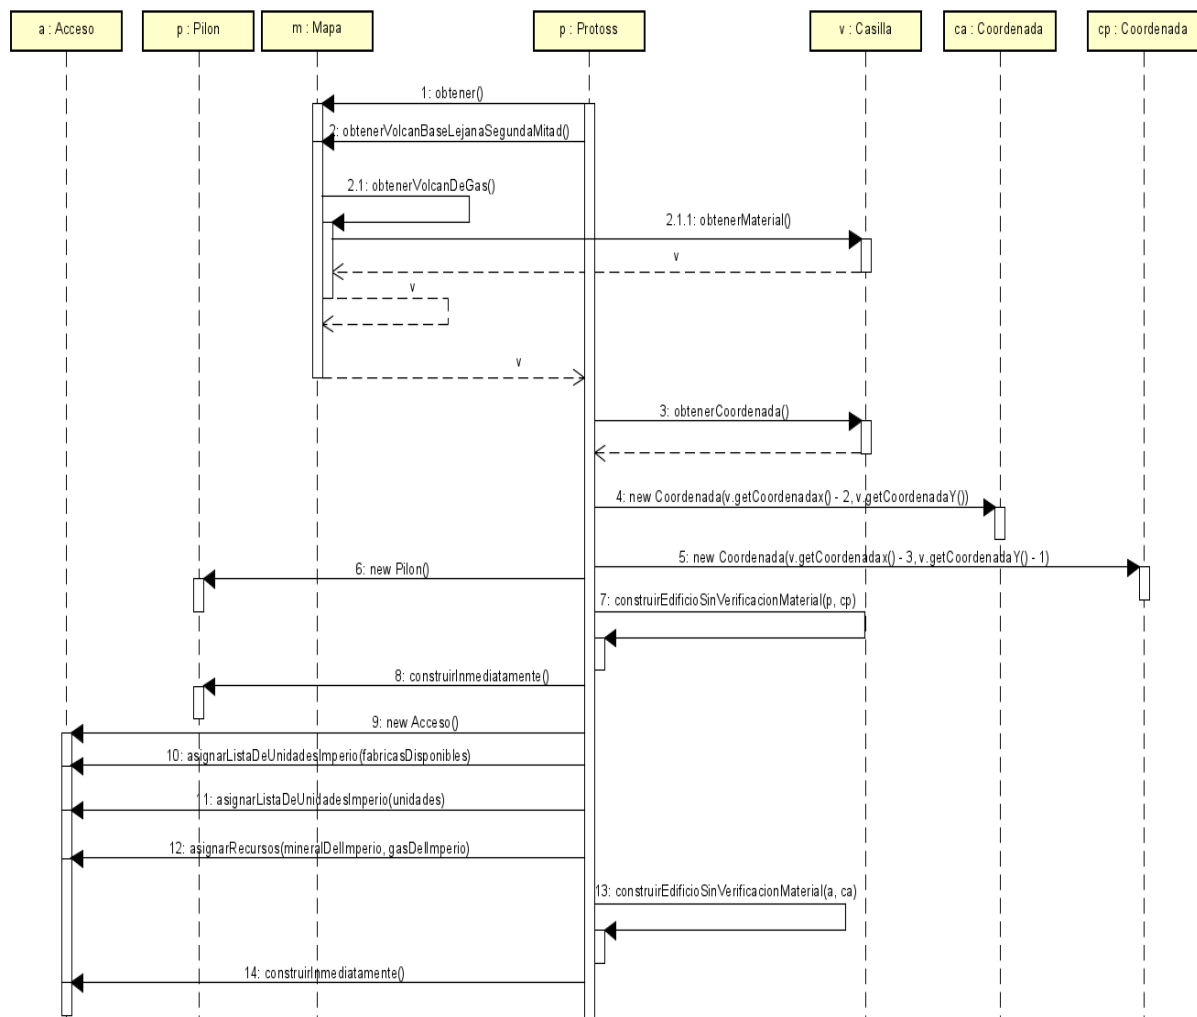 a : Acceso
p : Pilon
m : Mapa
p : Protoss
v : Casilla
ca : Coordenada
cp : Coordenada
1: obtener()
2: obtenerVolcanBaseLejanaSegundaMitad()
2.1: obtenerVolcanDeGas()
2.1.1: obtenerMaterial()
v
v
v
3: obtenerCoordenada()
4: new Coordenada(v.getCoordenadax() - 2, v.getCoordenadaY())
5: new Coordenada(v.getCoordenadax() - 3, v.getCoordenadaY() - 1)
6: new Pilon()
7: construirEdificioSinVerificacionMaterial(p, cp)
8: construirInmediatamente()
9: new Acceso()
10: asignarListaDeUnidadesImperio(fabricasDisponibles)
11: asignarListaDeUnidadesImperio(unidades)
12: asignarRecursos(mineralDelImperio, gasDelImperio)
13: construirEdificioSinVerificacionMaterial(a, ca)
14: construirInmediatamente()